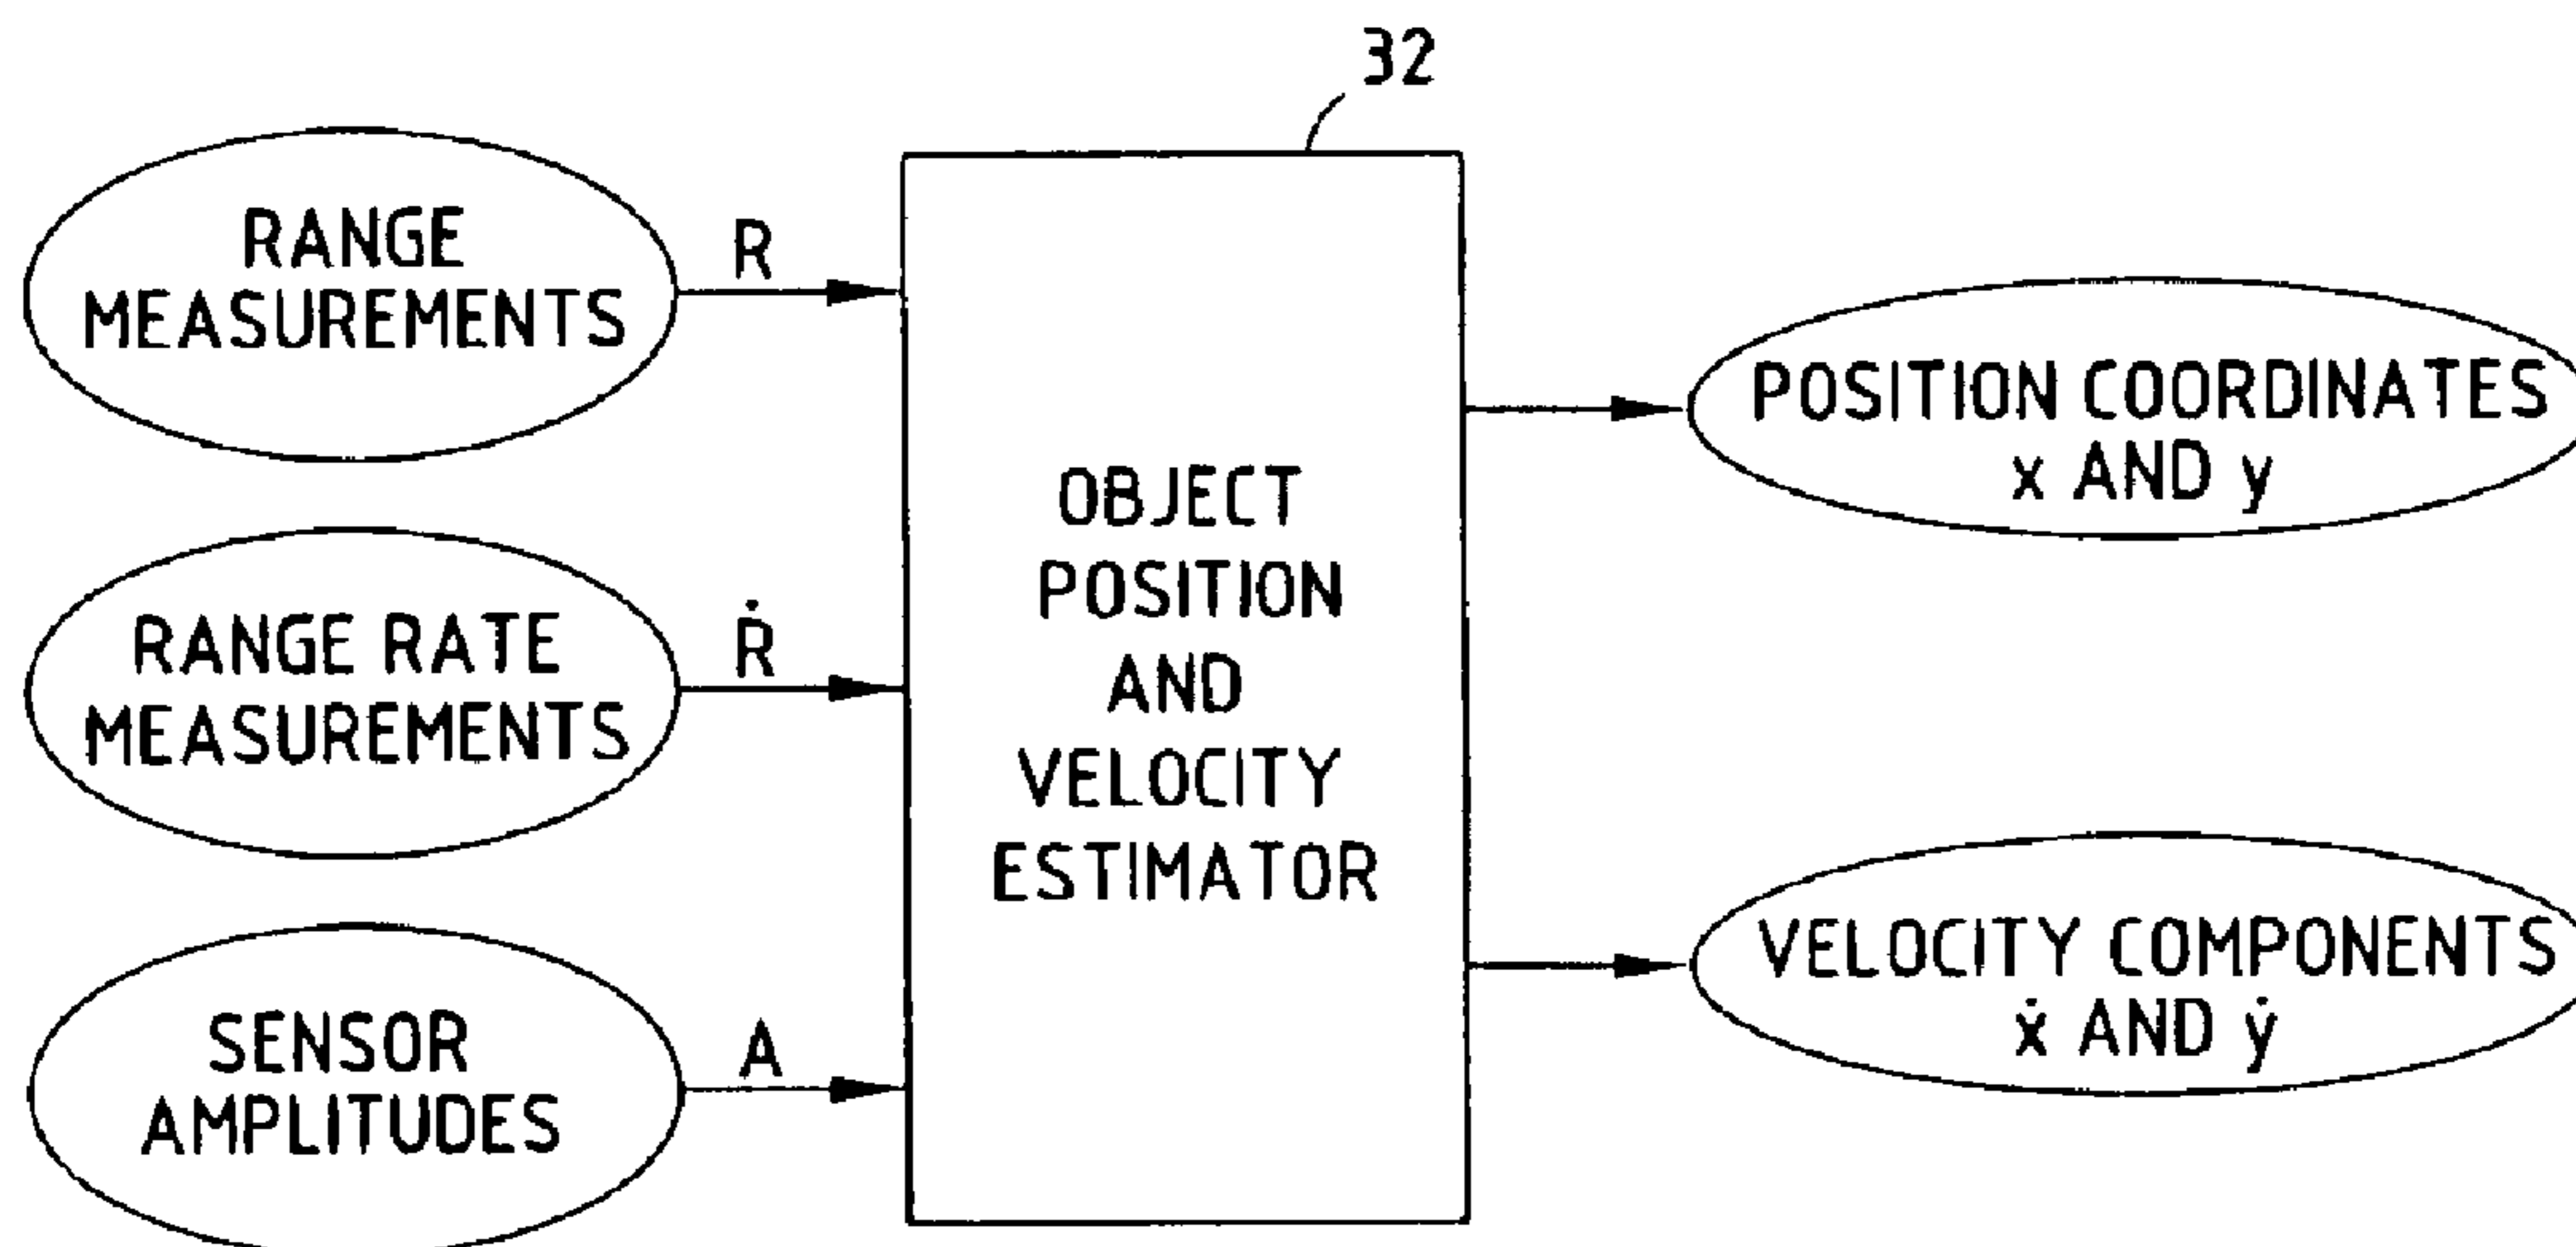 32
RANGE
MEASUREMENTS
R
RANGE RATE
MEASUREMENTS
Ṙ
SENSOR
AMPLITUDES
A
OBJECT
POSITION
AND
VELOCITY
ESTIMATOR
POSITION COORDINATES
x AND y
VELOCITY COMPONENTS
ẋ AND ẏ